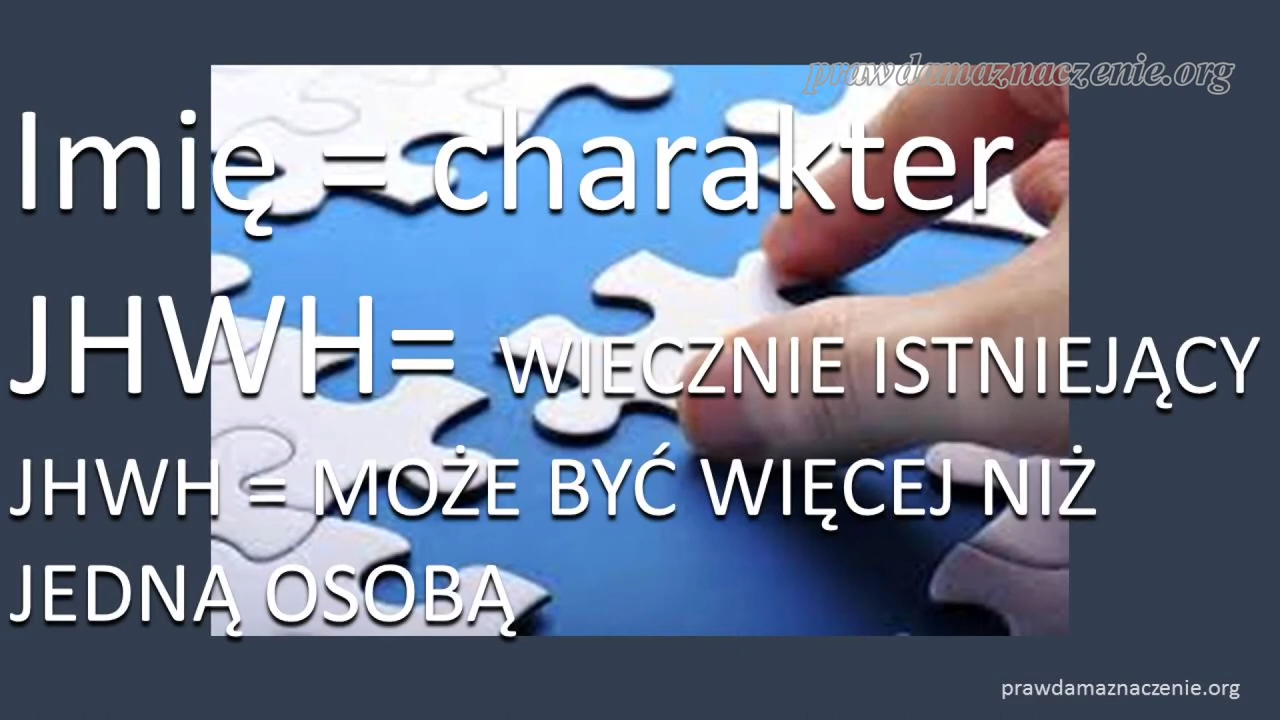 prawdamaznaczenie.org
Imię = charakter
JHWH= WIECZNIE ISTNIEJĄCY
JHWH = MOŻE BYĆ WIĘCEJ NIŻ
JEDNĄ OSOBĄ
prawdamaznaczenie.org